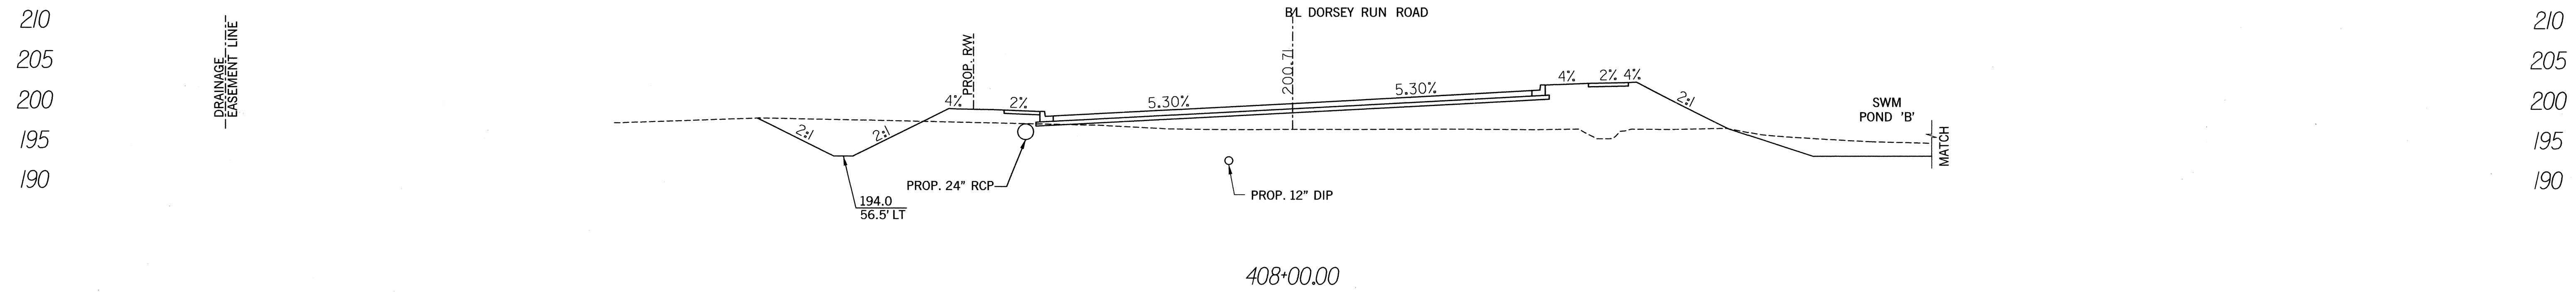 210
205
200
195
190
DRAINAGE
EASEMENT LINE
PROP. R/W
B/L DORSEY RUN ROAD
200.71
4%
2%
5.30%
5.30%
4%
2%
4%
2:1
2:1
2:1
SWM
POND 'B'
MATCH
PROP. 24" RCP
PROP. 12" DIP
194.0
56.5' LT
408+00.00
210
205
200
195
190